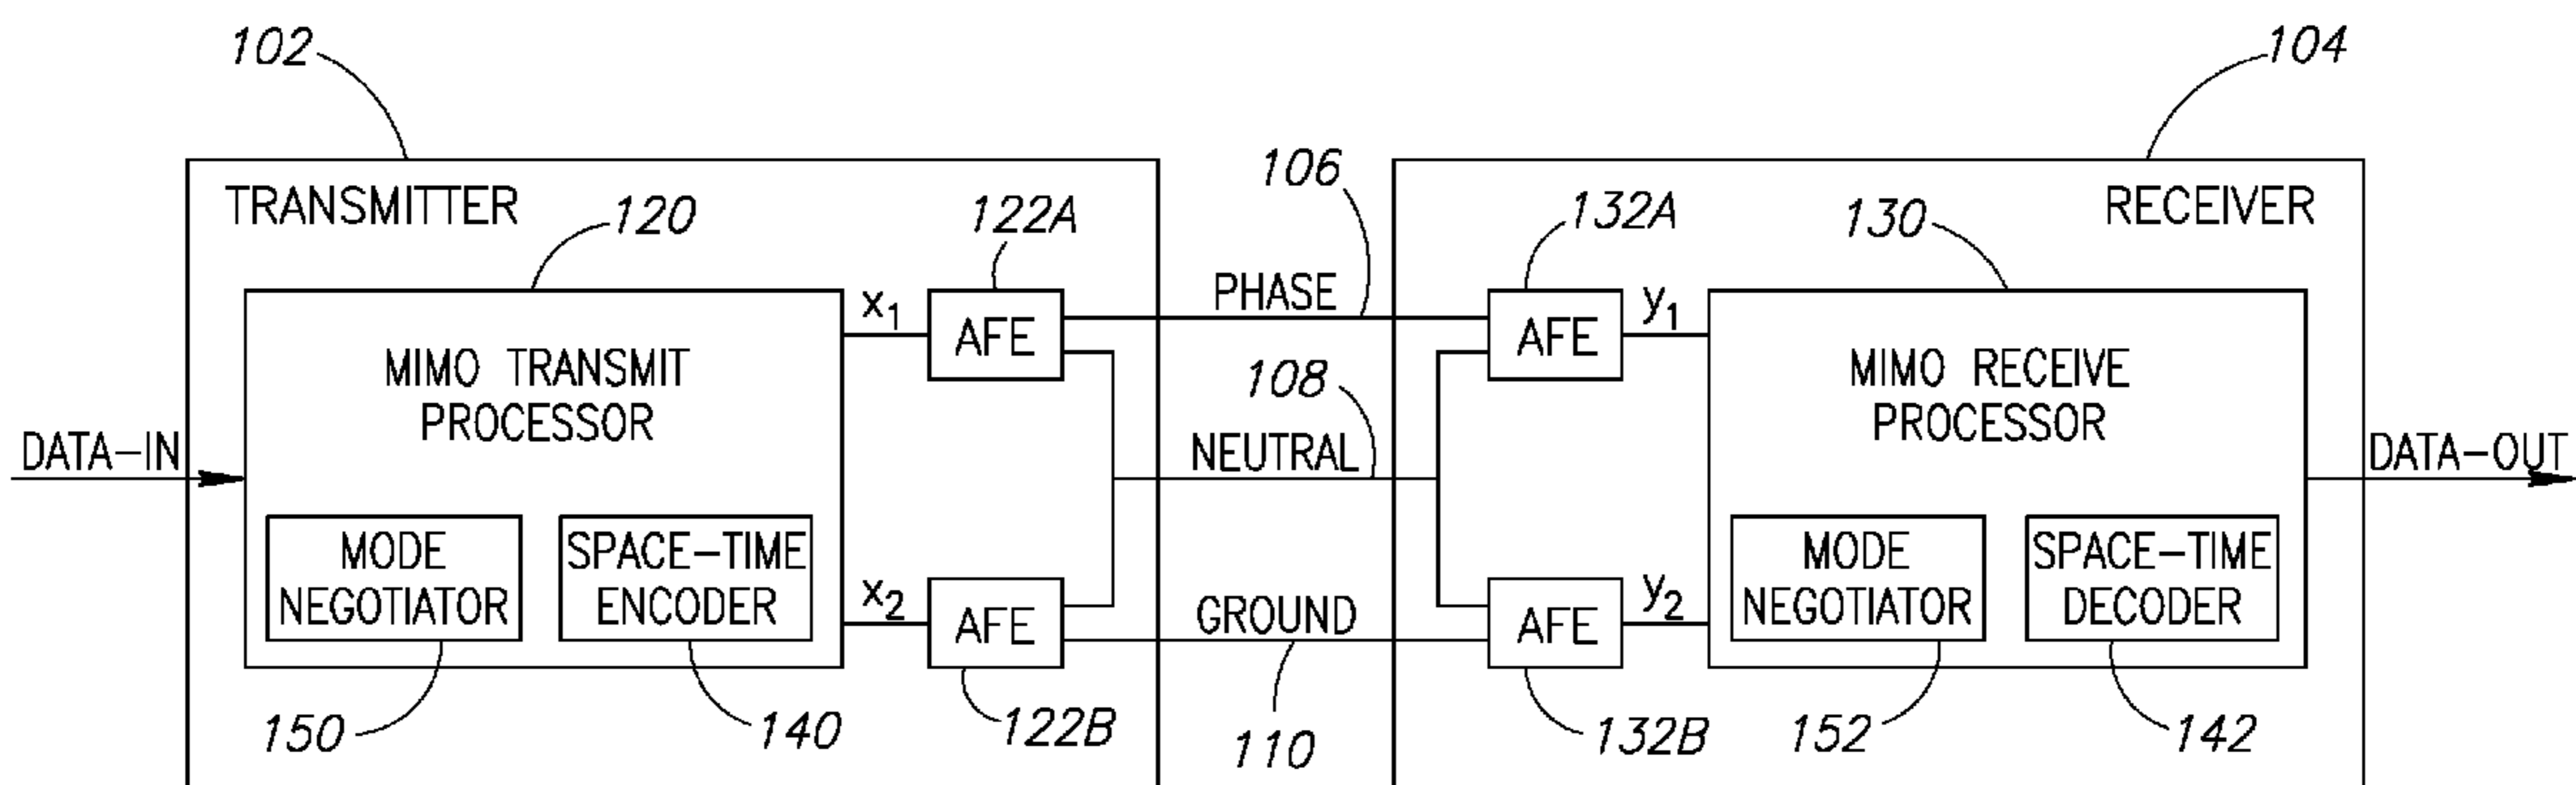 102
104
106
TRANSMITTER
120
122A
132A
130
RECEIVER
x1
AFE
PHASE
AFE
y1
MIMO TRANSMIT
PROCESSOR
108
MIMO RECEIVE
PROCESSOR
DATA-IN
NEUTRAL
DATA-OUT
MODE
NEGOTIATOR
SPACE-TIME
ENCODER
x2
AFE
GROUND
AFE
y2
MODE
NEGOTIATOR
SPACE-TIME
DECODER
150
140
122B
110
132B
152
142